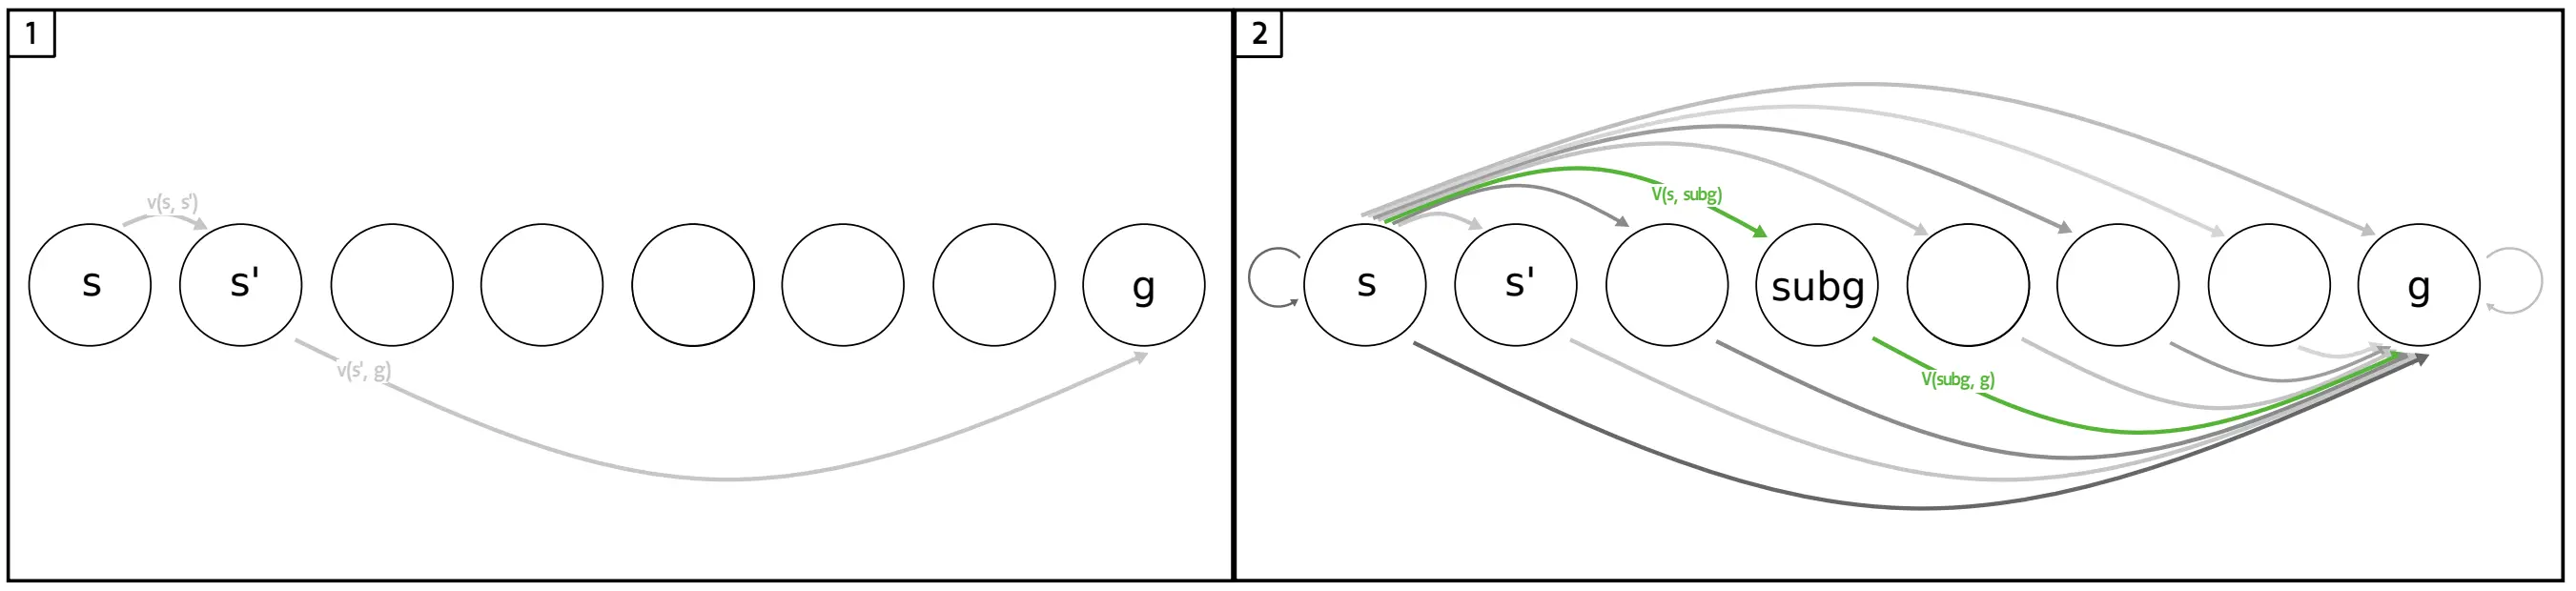 1
v(s, s')
s
s'
g
v(s', g)
2
V(s, subg)
s
s'
subg
g
V(subg, g)